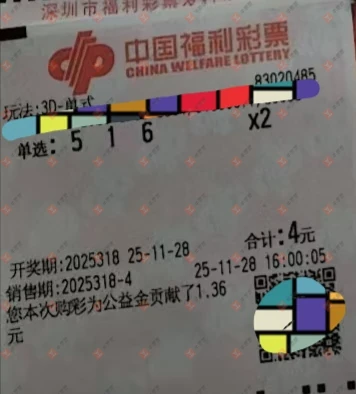 深圳市福利彩票
中国福利彩票
CHINA WELFARE LOTTERY
83020485
玩法:3D-单式
单选: 5 1 6 x2
合计:4元
开奖期:2025318 25-11-28
销售期:2025318-4 25-11-28 16:00:05
您本次购彩为公益金贡献了1.36
元